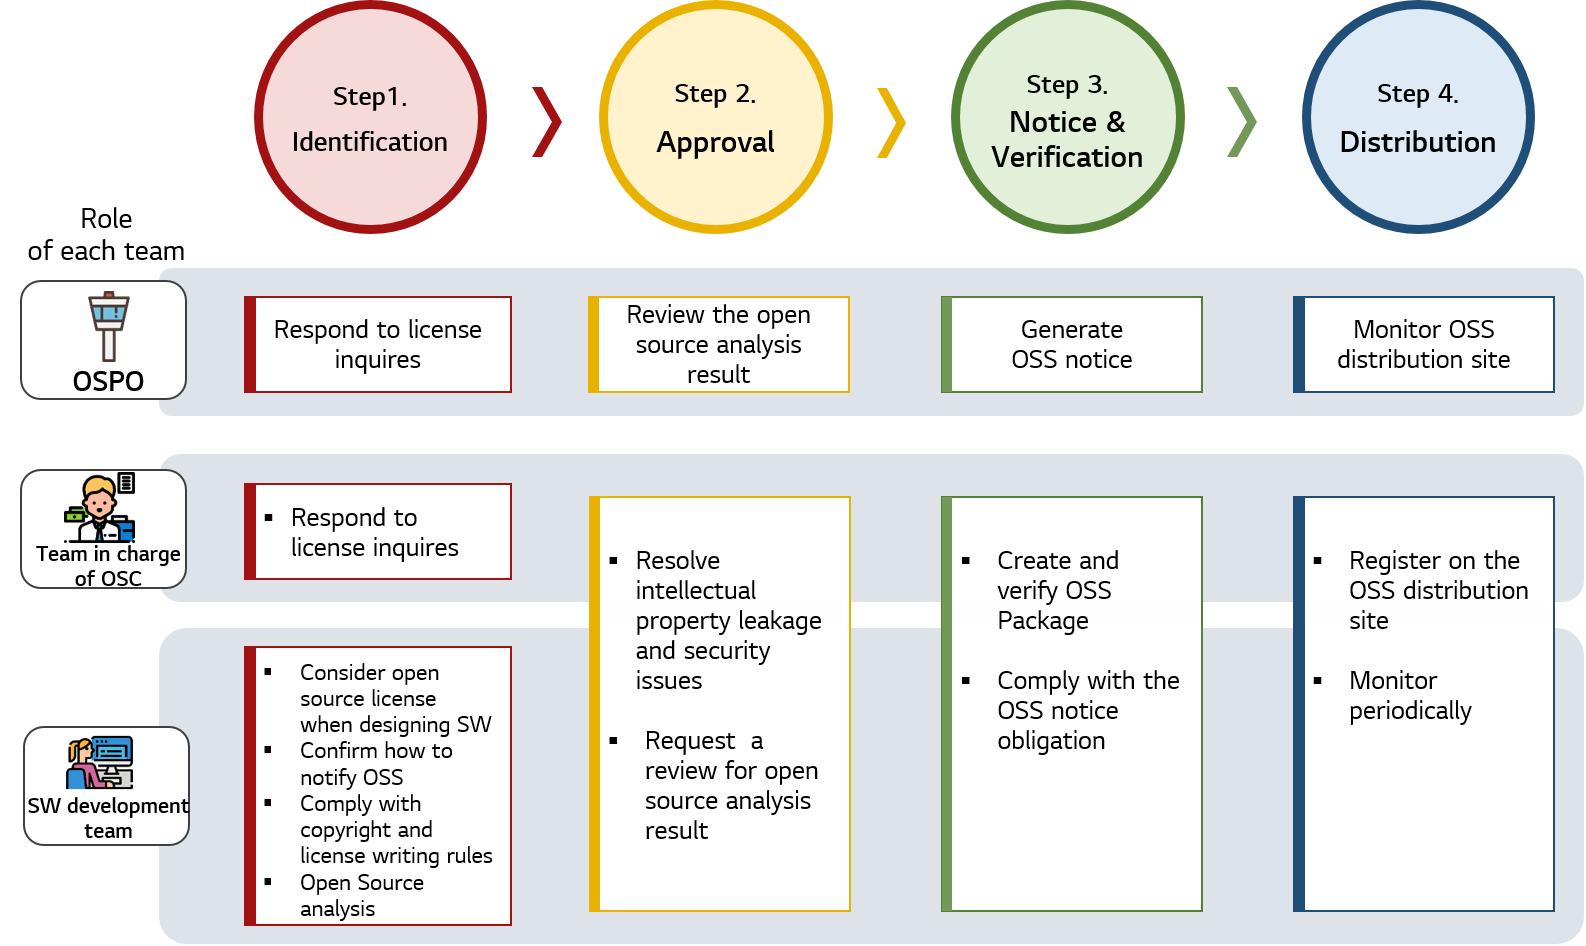 Step1.
Identification
Step 2.
Approval
Step 3.
Notice &
Verification
Step 4.
Distribution
Role
of each team
OSPO
Respond to license
inquires
Review the open
source analysis
result
Generate
OSS notice
Monitor OSS
distribution site
Team in charge
of OSC
▪ Respond to
license inquires
▪ Resolve
intellectual
property leakage
and security
issues
▪ Request a
review for open
source analysis
result
▪ Create and
verify OSS
Package
▪ Comply with the
OSS notice
obligation
▪ Register on the
OSS distribution
site
▪ Monitor
periodically
SW development
team
▪ Consider open
source license
when designing SW
▪ Confirm how to
notify OSS
▪ Comply with
copyright and
license writing rules
▪ Open Source
analysis